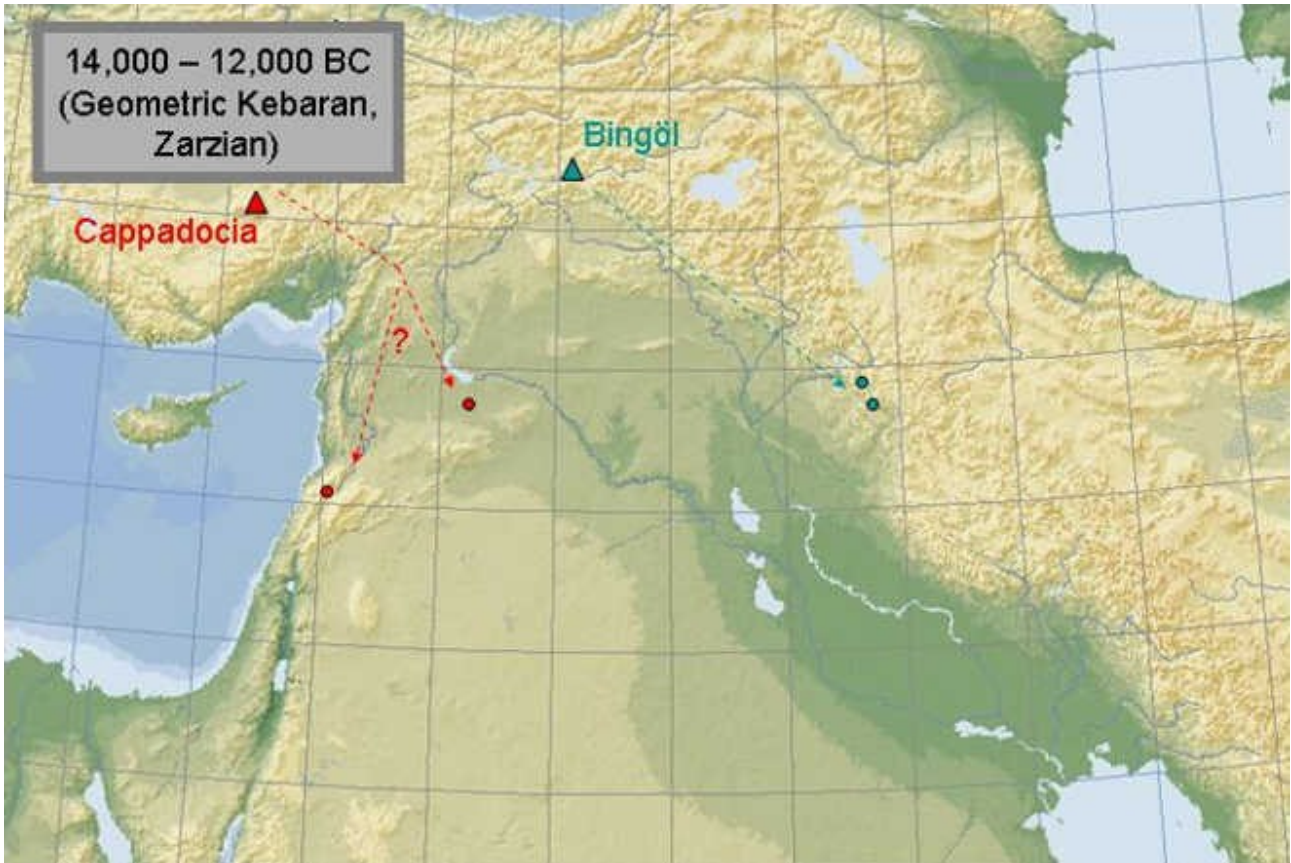 14,000 – 12,000 BC
(Geometric Kebaran,
Zarzian)
Bingöl
Cappadocia
?